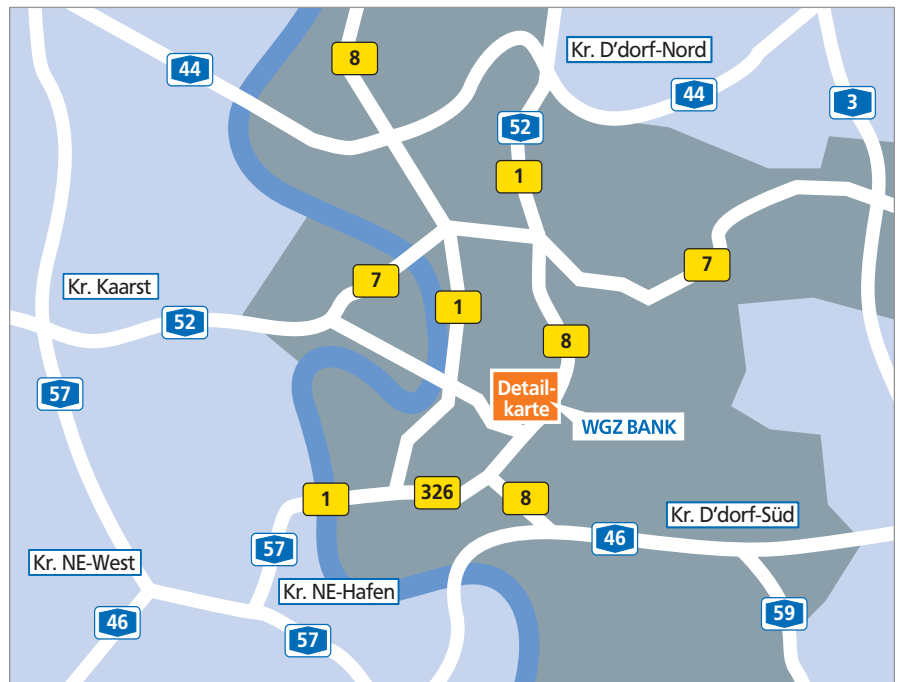 8
Kr. D'dorf-Nord
44
44
3
52
1
7
7
Kr. Kaarst
1
52
8
57
Detail-
karte
WGZ BANK
326
8
1
Kr. D'dorf-Süd
46
57
Kr. NE-West
Kr. NE-Hafen
59
46
57